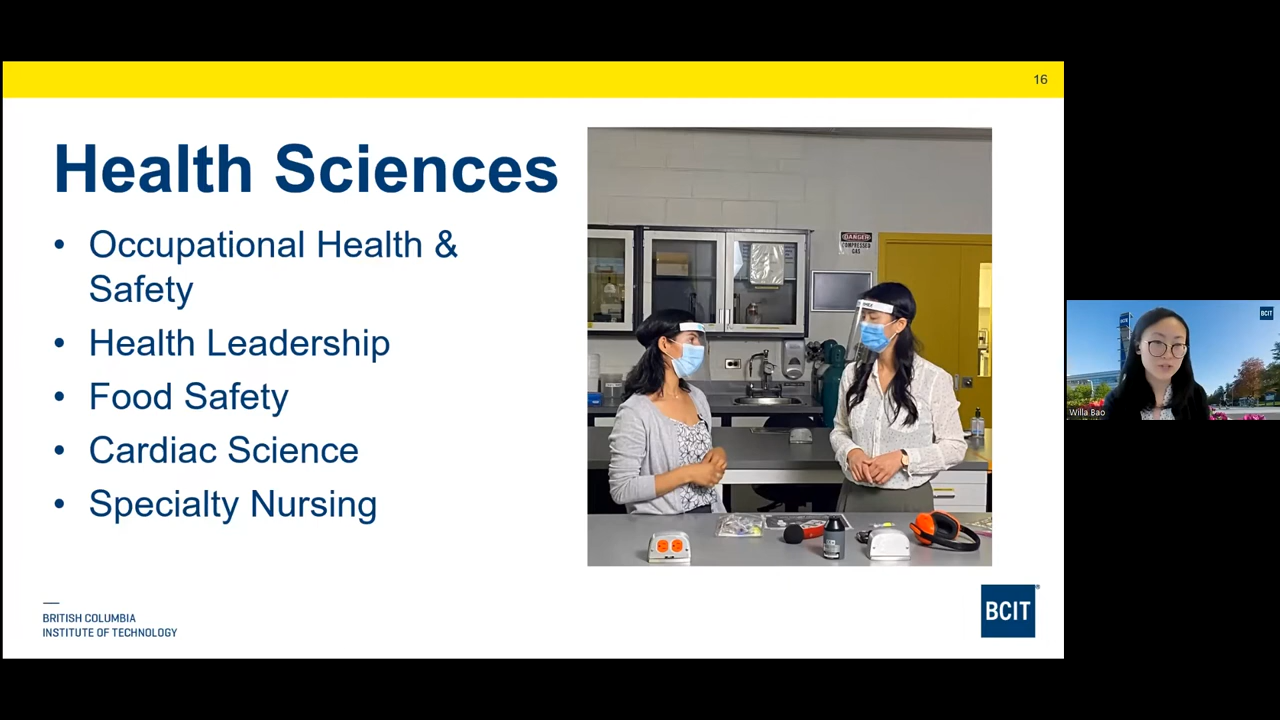 16
Health Sciences
• Occupational Health &
Safety
• Health Leadership
• Food Safety
• Cardiac Science
• Specialty Nursing
DANGER
COMPRESSED
GAS
BRITISH COLUMBIA
INSTITUTE OF TECHNOLOGY
BCIT®
BCIT
Willa Bao